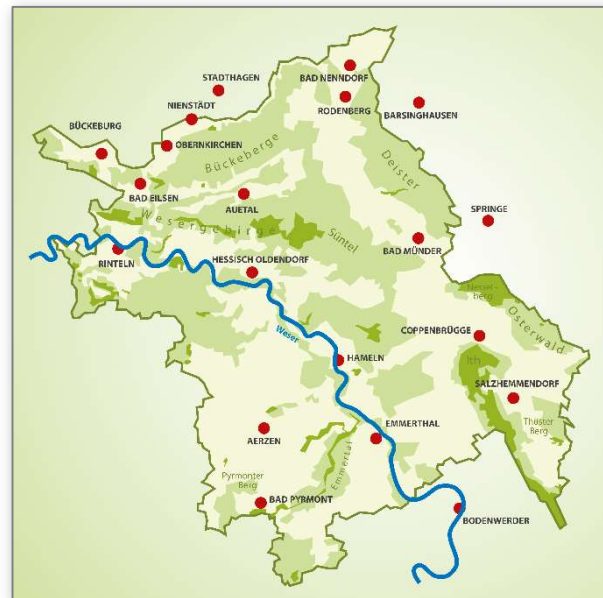 STADTHAGEN
BAD NENNDORF
NIENSTÄDT
RODENBERG
BARSINGHAUSEN
BÜCKEBURG
OBERNKIRCHEN
Bückeberge
Deister
BAD EILSEN
AUETAL
SPRINGE
Wesergebirge
Süntel
BAD MÜNDER
RINTELN
HESSISCH OLDENDORF
Nesselberg
Osterwald
Weser
COPPENBRÜGGE
HAMELN
Ith
SALZHEMMENDORF
AERZEN
EMMERTHAL
Thüster
Berg
Emmertal
Pyrmonter
Berg
BAD PYRMONT
BODENWERDER